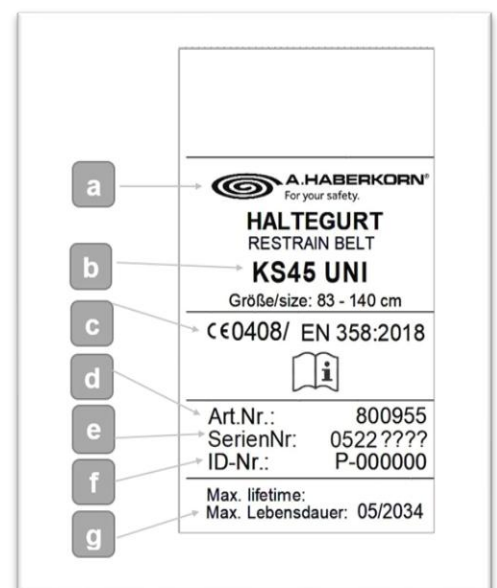 a
A.HABERKORN®
For your safety.
HALTEGURT
RESTRAIN BELT
b
KS45 UNI
Größe/size: 83 - 140 cm
c
CE0408/ EN 358:2018
i
d
Art.Nr.: 800955
e
SerienNr: 0522????
f
ID-Nr.: P-000000
g
Max. lifetime:
Max. Lebensdauer: 05/2034